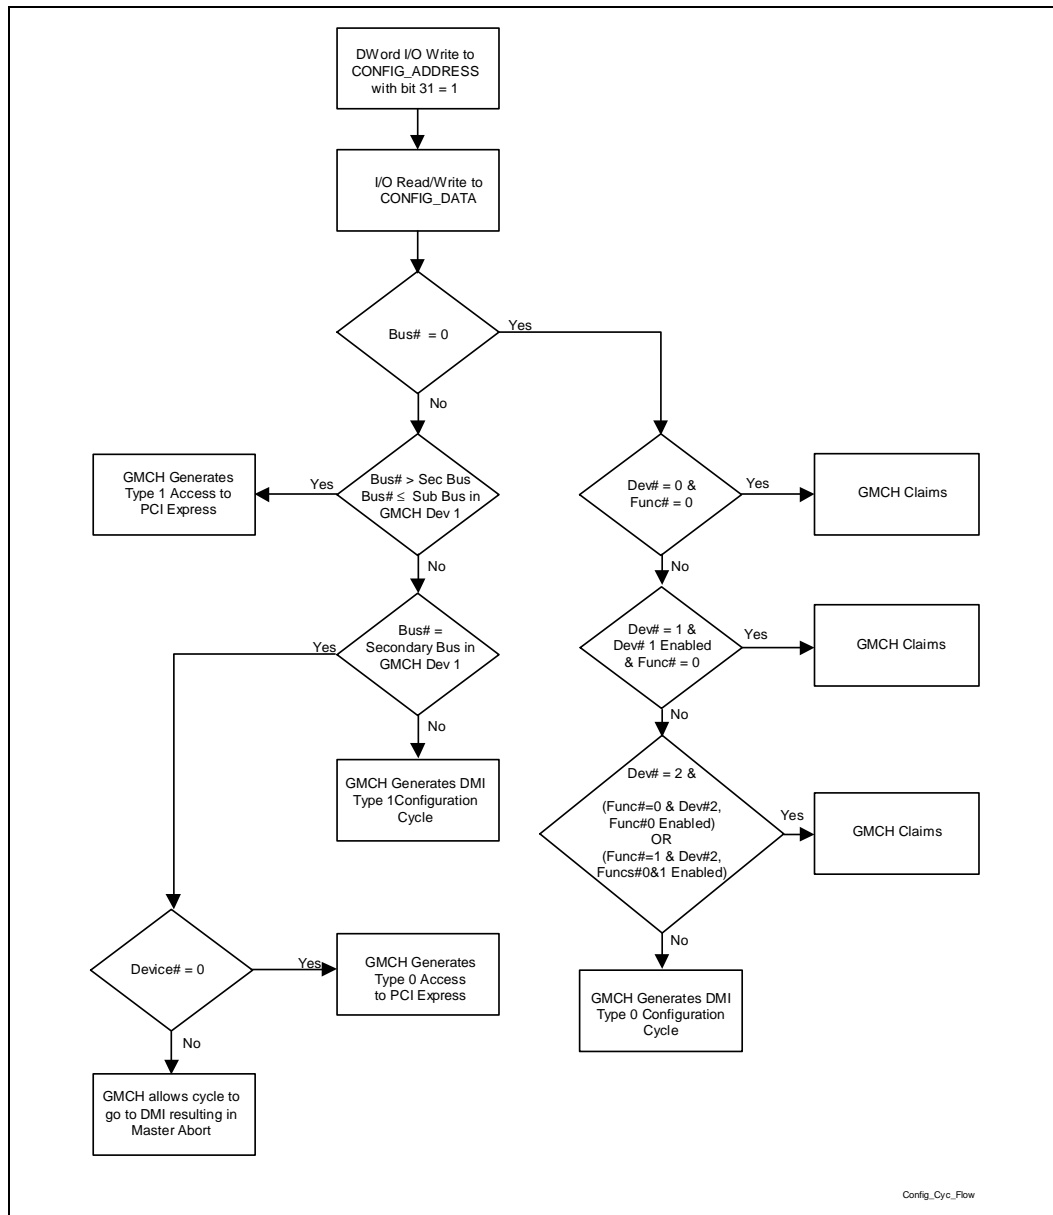 DWord I/O Write to
CONFIG_ADDRESS
with bit 31 = 1
I/O Read/Write to
CONFIG_DATA
Bus# = 0
Yes
No
Bus# > Sec Bus
Bus# ≤ Sub Bus in
GMCH Dev 1
Yes
GMCH Generates
Type 1 Access to
PCI Express
No
Bus# =
Secondary Bus in
GMCH Dev 1
Yes
No
GMCH Generates DMI
Type 1Configuration
Cycle
Device# = 0
Yes
GMCH Generates
Type 0 Access
to PCI Express
No
GMCH allows cycle to
go to DMI resulting in
Master Abort
Dev# = 0 &
Func# = 0
Yes
GMCH Claims
No
Dev# = 1 &
Dev# 1 Enabled
& Func# = 0
Yes
GMCH Claims
No
Dev# = 2 &
(Func#=0 & Dev#2,
Func#0 Enabled)
OR
(Func#=1 & Dev#2,
Funcs#0&1 Enabled)
Yes
GMCH Claims
No
GMCH Generates DMI
Type 0 Configuration
Cycle
Config_Cyc_Flow